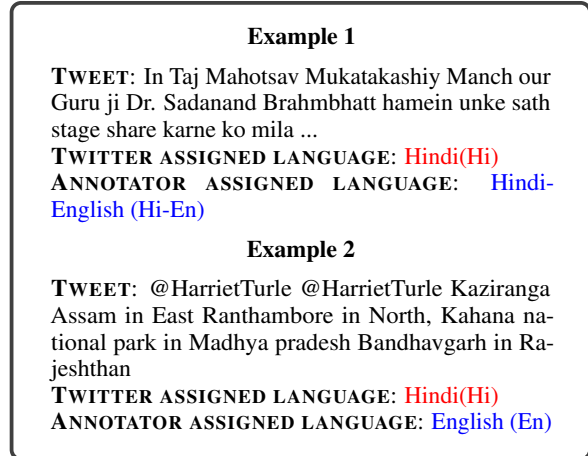 Example 1
TWEET: In Taj Mahotsav Mukatakashiy Manch our
Guru ji Dr. Sadanand Brahmbhatt hamein unke sath
stage share karne ko mila ...
TWITTER ASSIGNED LANGUAGE: Hindi(Hi)
ANNOTATOR ASSIGNED LANGUAGE: Hindi-
English (Hi-En)
Example 2
TWEET: @HarrietTurle @HarrietTurle Kaziranga
Assam in East Ranthambore in North, Kahana na-
tional park in Madhya pradesh Bandhavgarh in Ra-
jeshthan
TWITTER ASSIGNED LANGUAGE: Hindi(Hi)
ANNOTATOR ASSIGNED LANGUAGE: English (En)